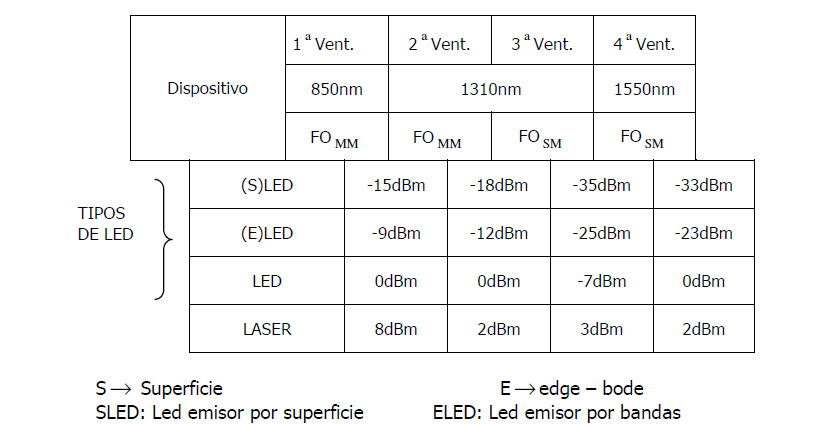 Dispositivo
1ª Vent. 2ª Vent. 3ª Vent. 4ª Vent.
850nm 1310nm 1550nm
FO MM FO MM FO SM FO SM
TIPOS
DE LED
(S)LED -15dBm -18dBm -35dBm -33dBm
(E)LED -9dBm -12dBm -25dBm -23dBm
LED 0dBm 0dBm -7dBm 0dBm
LASER 8dBm 2dBm 3dBm 2dBm
S → Superficie E → edge – bode
SLED: Led emisor por superficie ELED: Led emisor por bandas